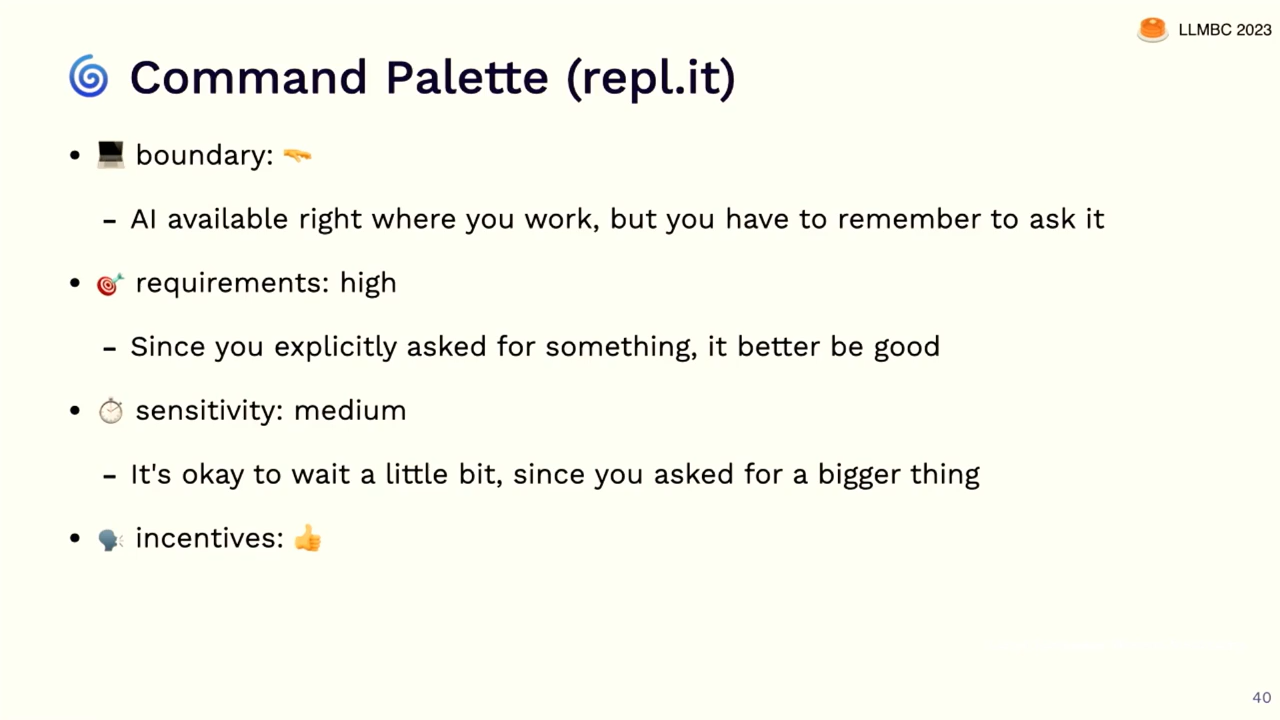 LLMBC 2023
🌀 Command Palette (repl.it)
• 💻 boundary: 🫳
– AI available right where you work, but you have to remember to ask it
• 🎯 requirements: high
– Since you explicitly asked for something, it better be good
• ⏱️ sensitivity: medium
– It's okay to wait a little bit, since you asked for a bigger thing
• 🗣️ incentives: 👍
40